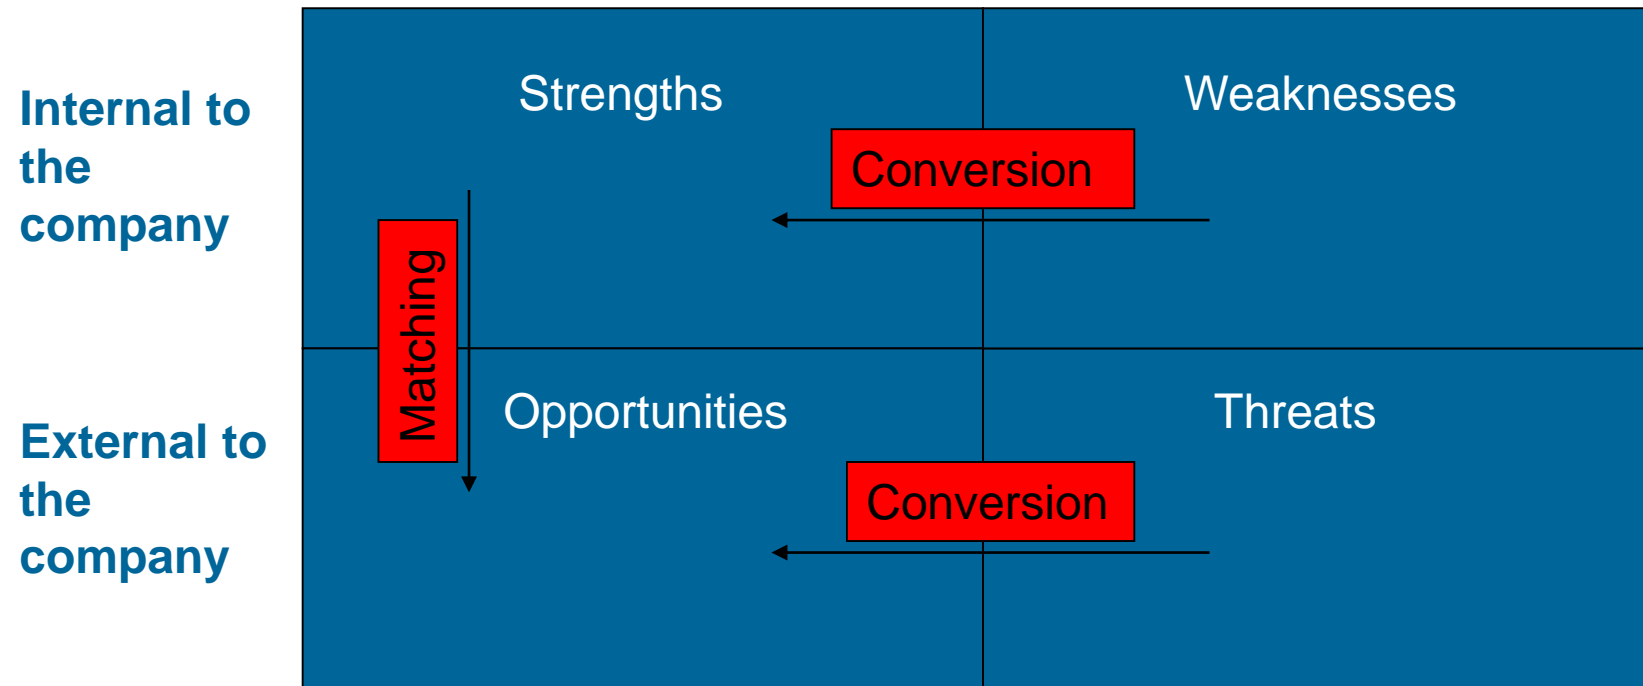 Internal to
the
company
Strengths
Weaknesses
Conversion
Matching
External to
the
company
Opportunities
Threats
Conversion